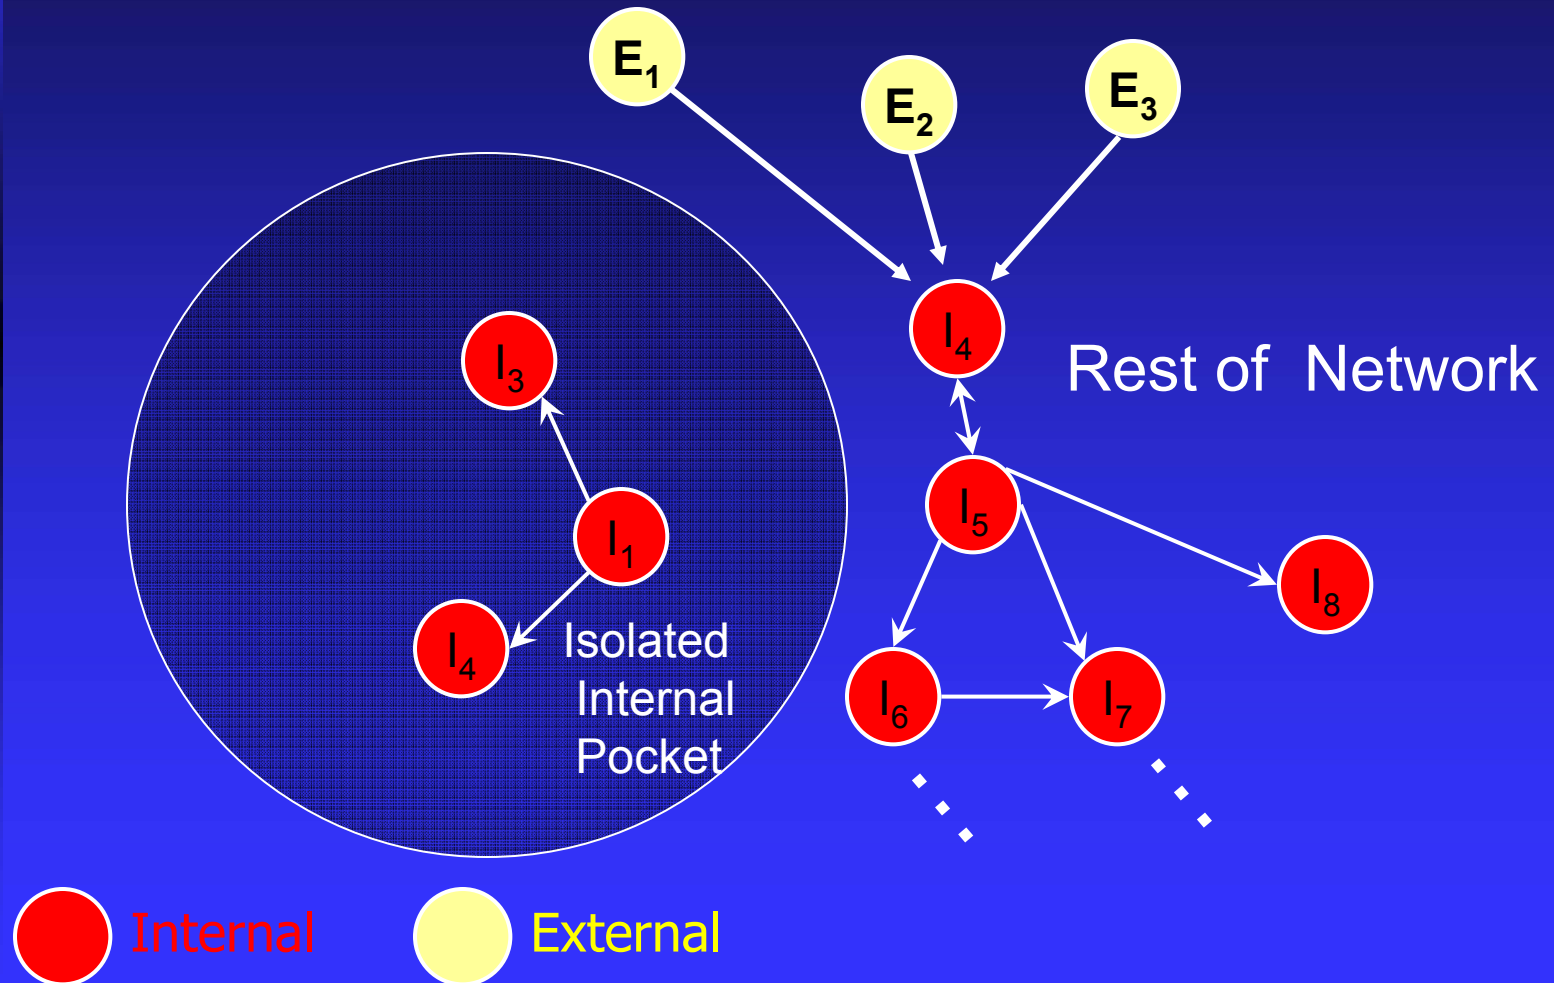 E1
E2
E3
I4
Rest of  Network
I3
I5
I1
I8
Isolated
Internal
Pocket
I4
I6
I7
Internal
External